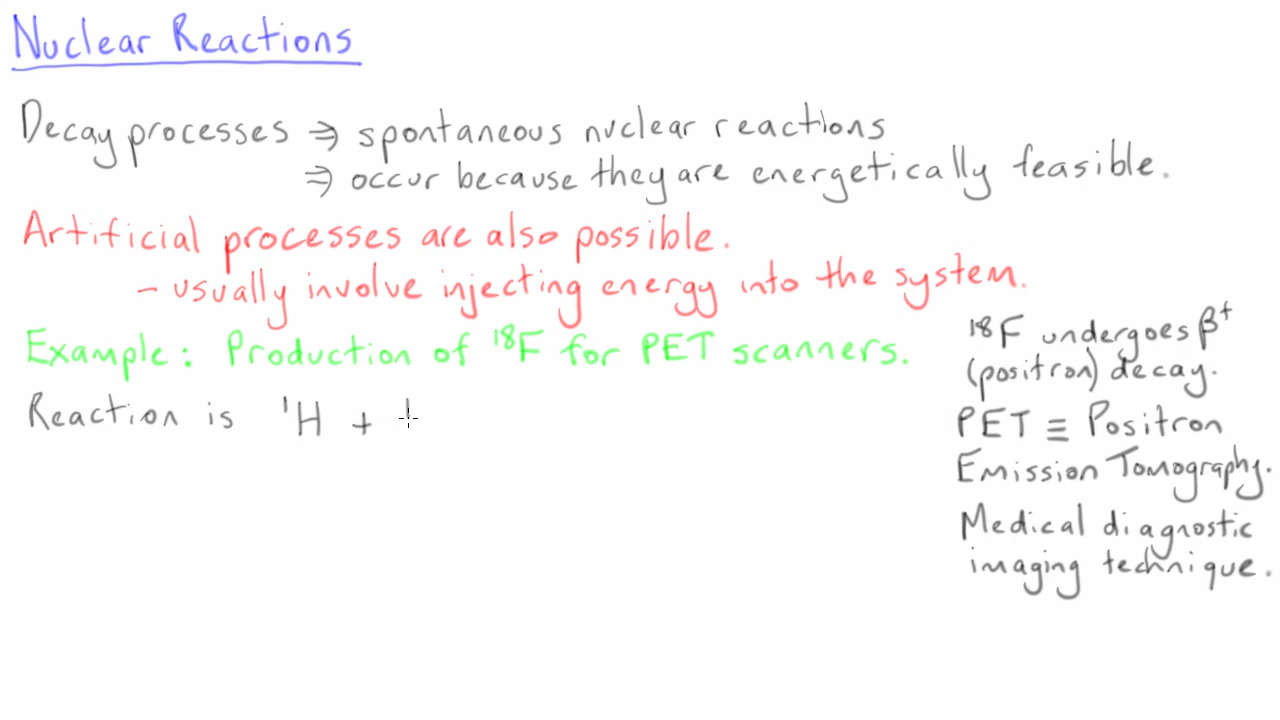 Nuclear Reactions
Decay processes ⇒ spontaneous nuclear reactions
⇒ occur because they are energetically feasible.
Artificial processes are also possible.
- usually involve injecting energy into the system.
Example: Production of ¹⁸F for PET scanners.
Reaction is ¹H +
¹⁸F undergoes β⁺
(positron) decay.
PET ≡ Positron
Emission Tomography.
Medical diagnostic
imaging technique.